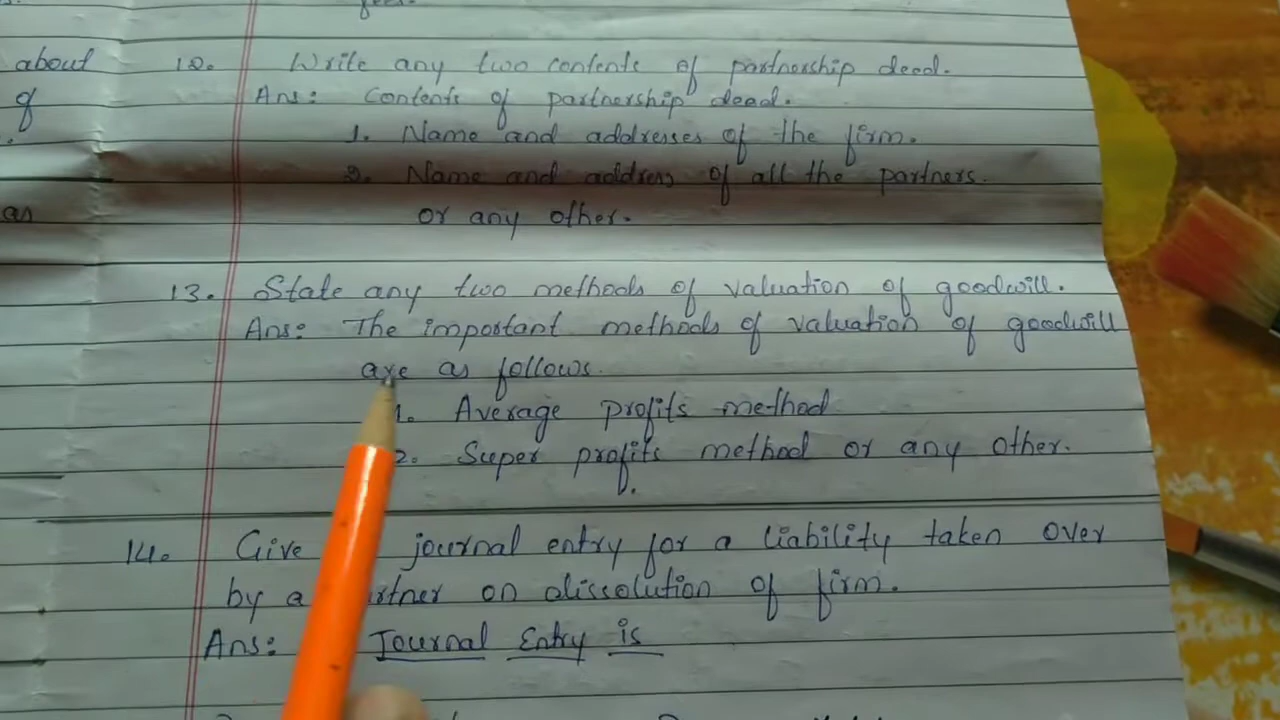 about
of
as
12. Write any two contents of partnership deed.
Ans: Contents of partnership deed.
1. Name and addresses of the firm.
2. Name and address of all the partners.
or any other.
13. State any two methods of valuation of goodwill.
Ans: The important methods of valuation of goodwill
are as follows.
1. Average profits method
2. Super profits method or any other.
14. Give journal entry for a liability taken over
by a partner on dissolution of firm.
Ans: Journal Entry is